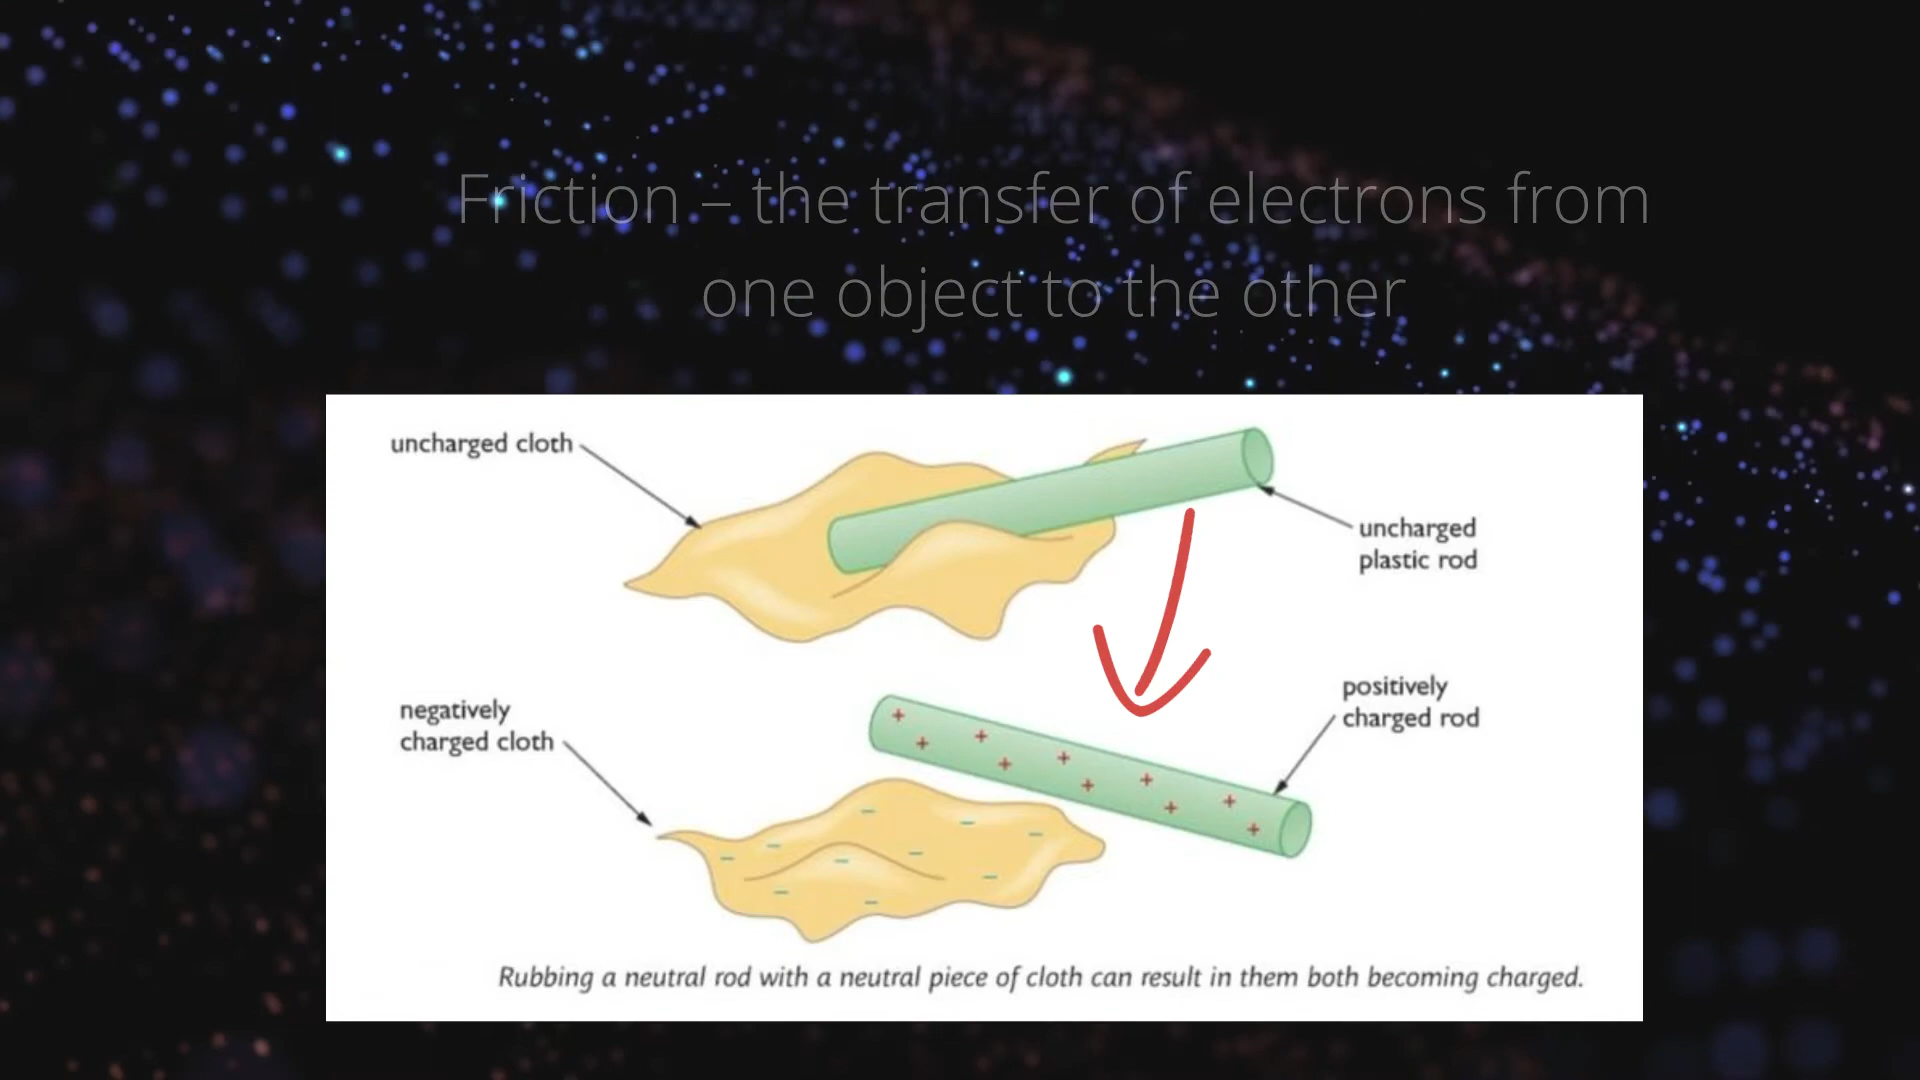 Friction – the transfer of electrons from
one object to the other
uncharged cloth
uncharged
plastic rod
negatively
charged cloth
positively
charged rod
Rubbing a neutral rod with a neutral piece of cloth can result in them both becoming charged.